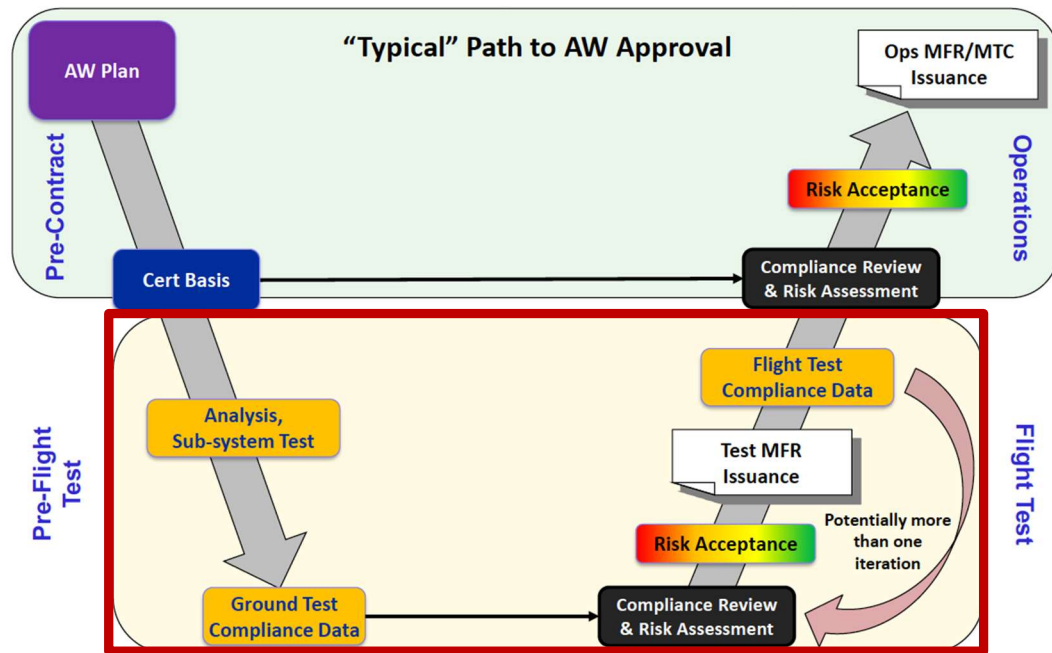 “Typical” Path to AW Approval
AW Plan
Ops MFR/MTC
Issuance
Pre-Contract
Operations
Risk Acceptance
Cert Basis
Compliance Review
& Risk Assessment
Flight Test
Compliance Data
Analysis,
Sub-system Test
Test MFR
Issuance
Pre-Flight
Test
Flight Test
Potentially more
than one
iteration
Risk Acceptance
Ground Test
Compliance Data
Compliance Review
& Risk Assessment